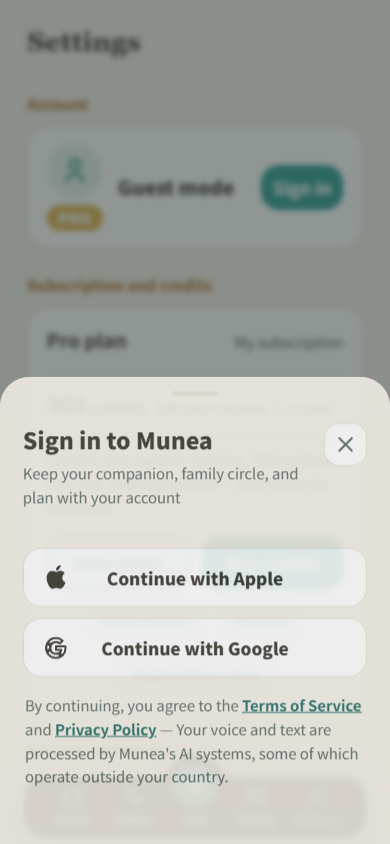 Settings
Account
Guest mode
Sign in
PRO
Subscription and credits
Pro plan
My subscription
Sign in to Munea
Keep your companion, family circle, and
plan with your account
Continue with Apple
Continue with Google
By continuing, you agree to the Terms of Service
and Privacy Policy — Your voice and text are
processed by Munea's AI systems, some of which
operate outside your country.